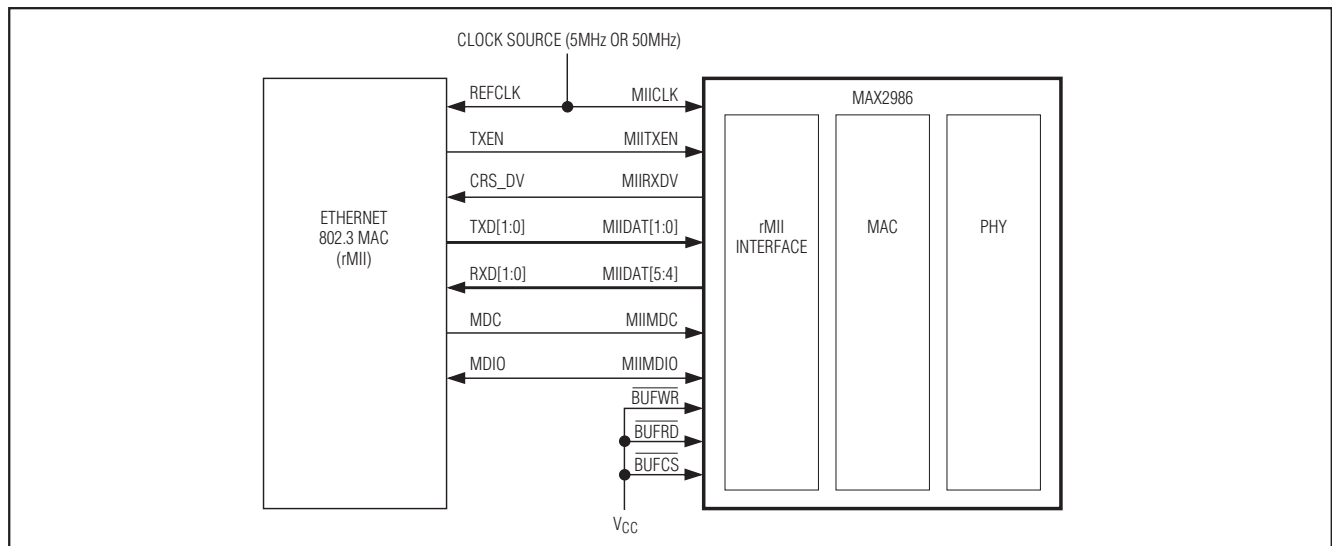 CLOCK SOURCE (5MHz OR 50MHz)
REFCLK MIICLK
MAX2986
TXEN MIITXEN
CRS_DV MIIRXDV
ETHERNET
802.3 MAC
(rMII)
TXD[1:0] MIIDAT[1:0]
rMII
INTERFACE
MAC
PHY
RXD[1:0] MIIDAT[5:4]
MDC MIIMDC
MDIO MIIMDIO
BUFWR
BUFRD
BUFCS
VCC